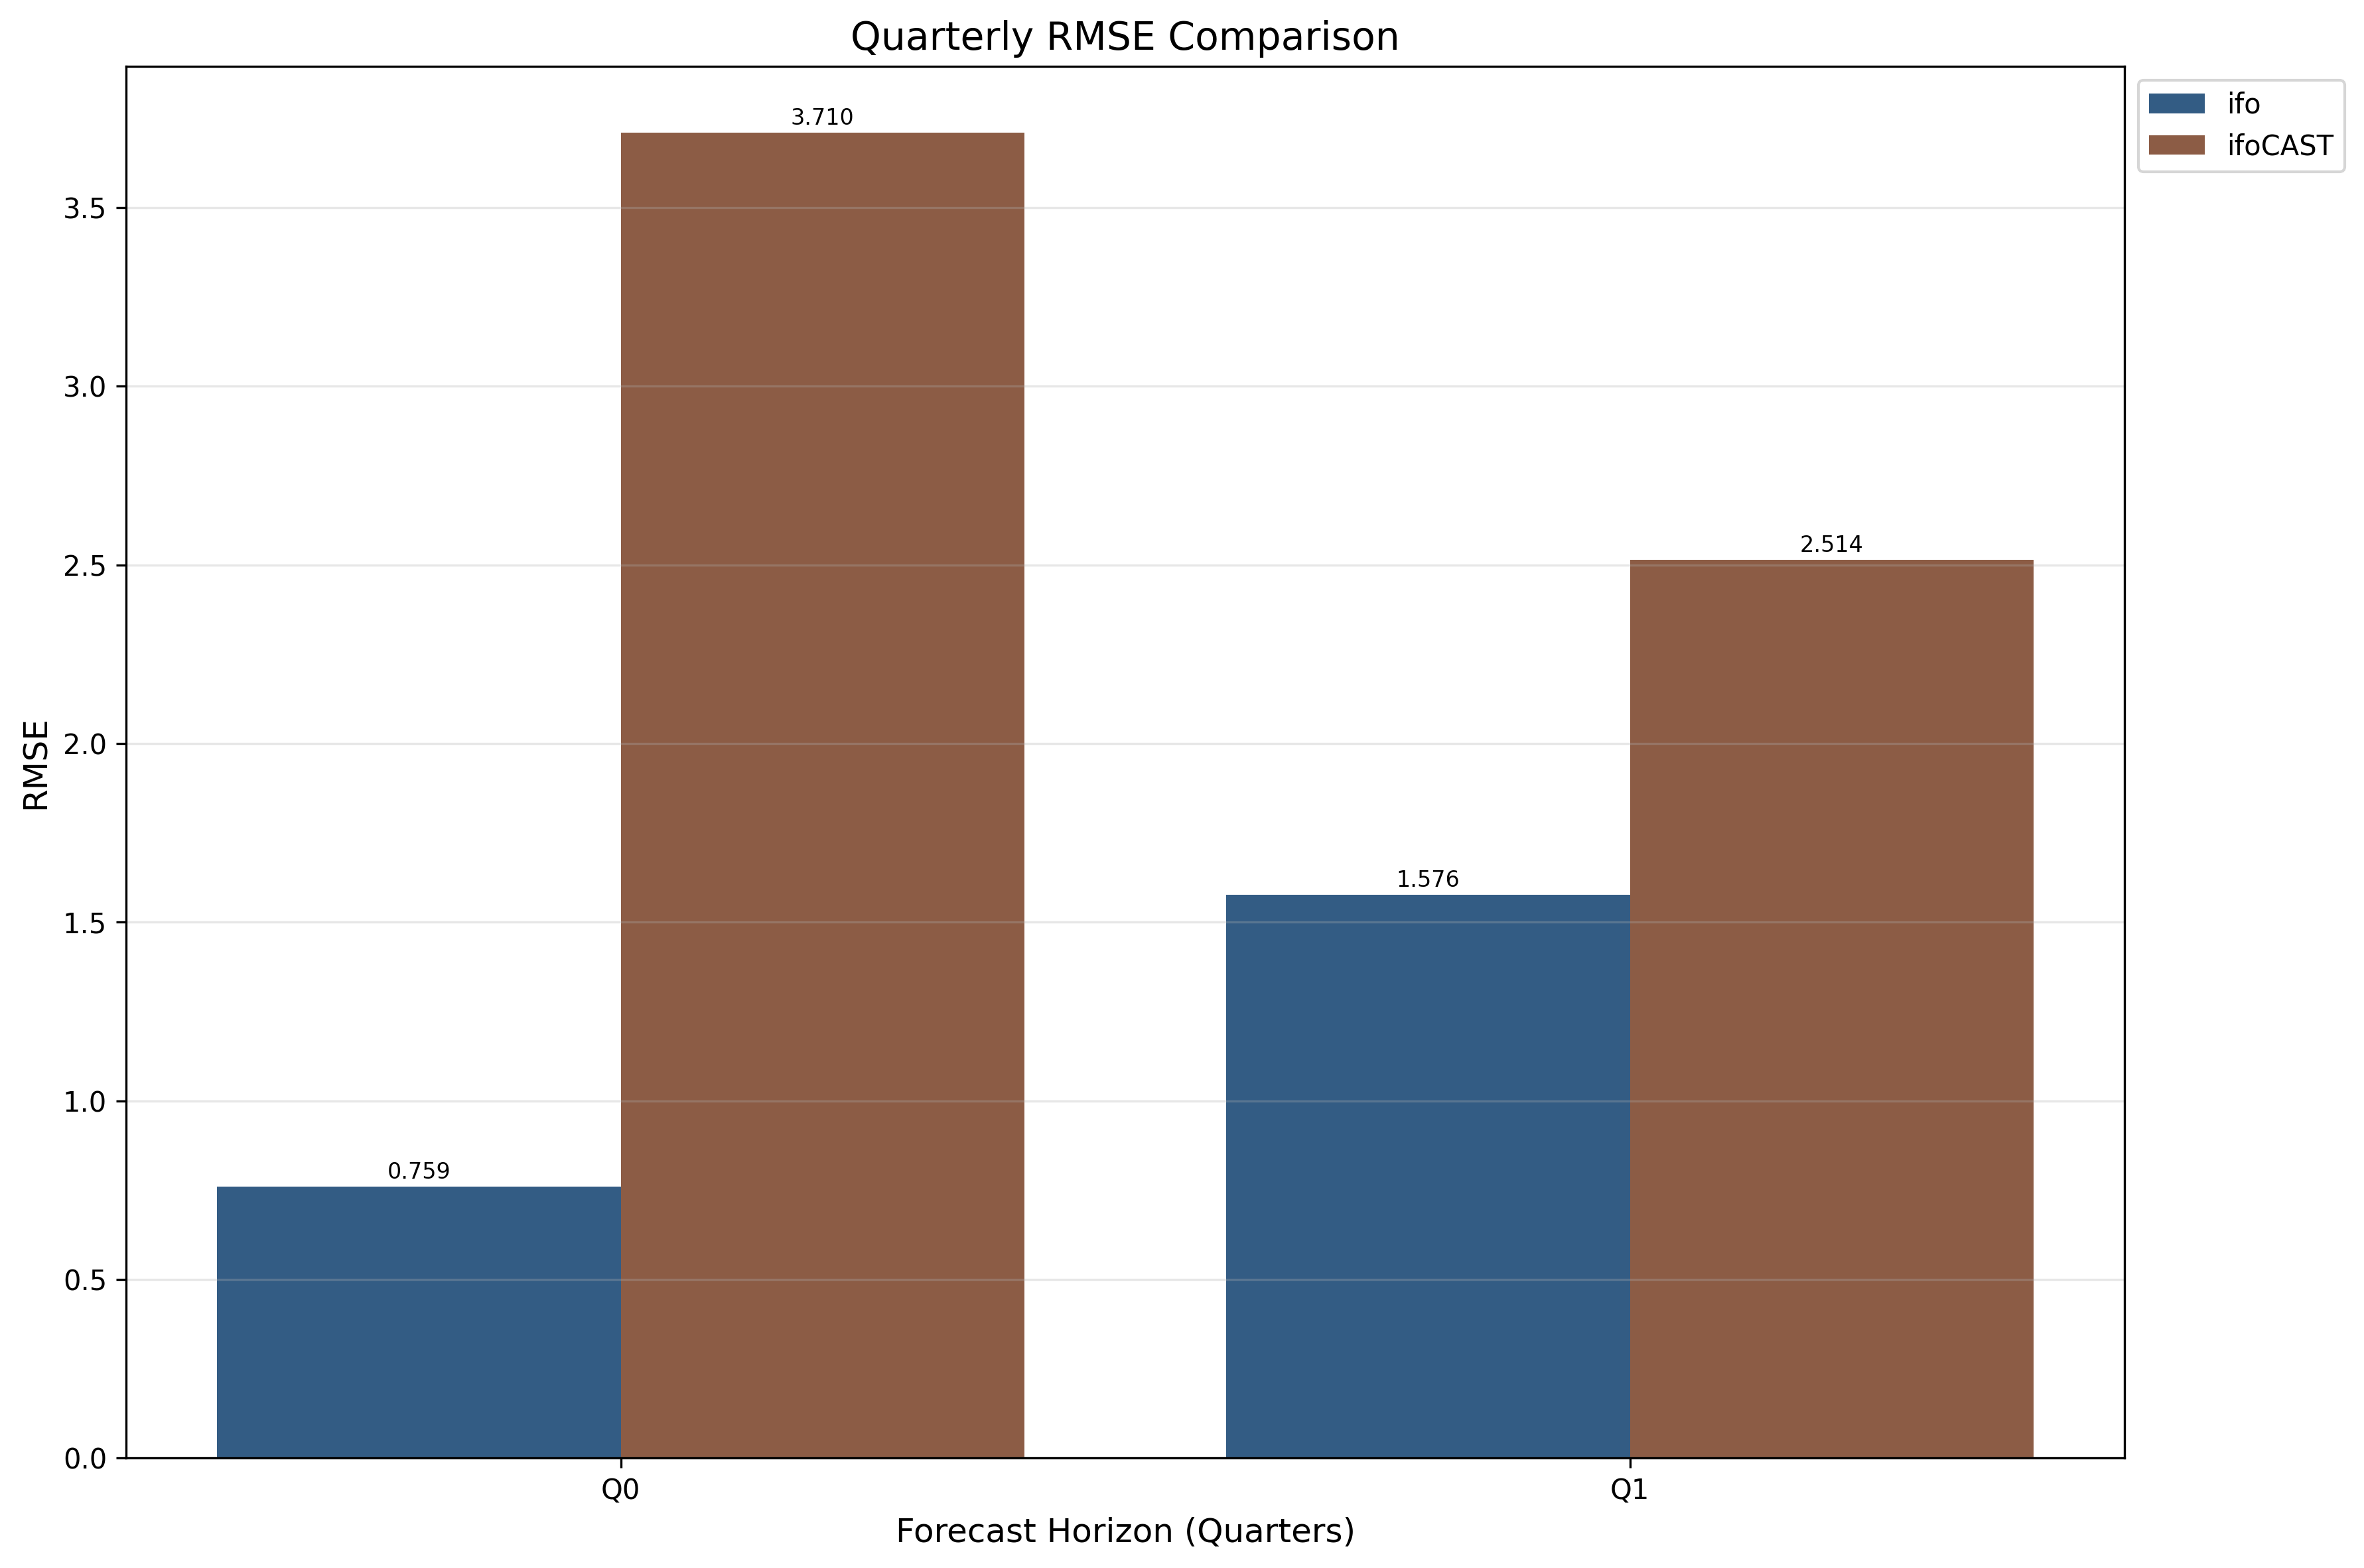 Quarterly RMSE Comparison
ifo
ifoCAST
3.710
2.514
1.576
0.759
RMSE
3.5
3.0
2.5
2.0
1.5
1.0
0.5
0.0
Q0
Q1
Forecast Horizon (Quarters)